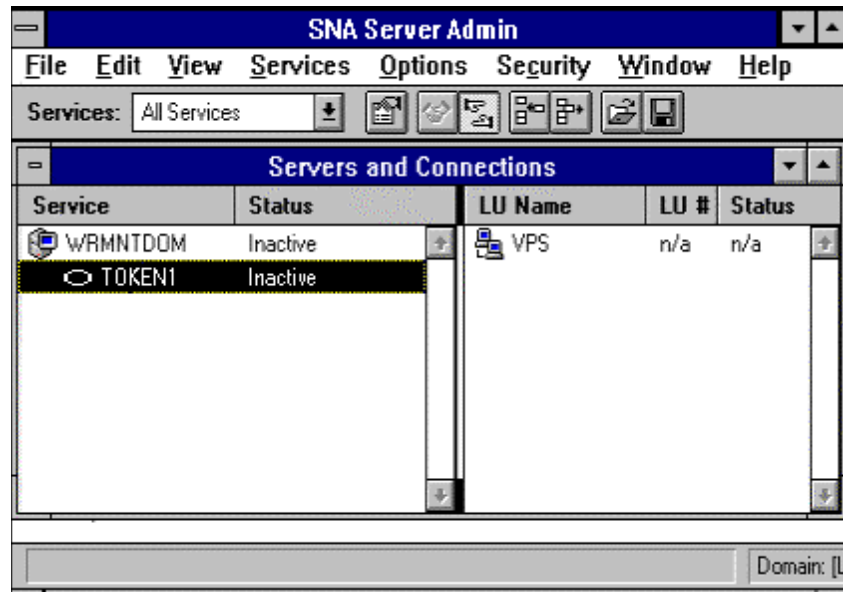 SNA Server Admin
File Edit View Services Options Security Window Help
Services: All Services
Servers and Connections
Service Status LU Name LU # Status
WRMNTDOM Inactive VPS n/a n/a
TOKEN1 Inactive
Domain: [L